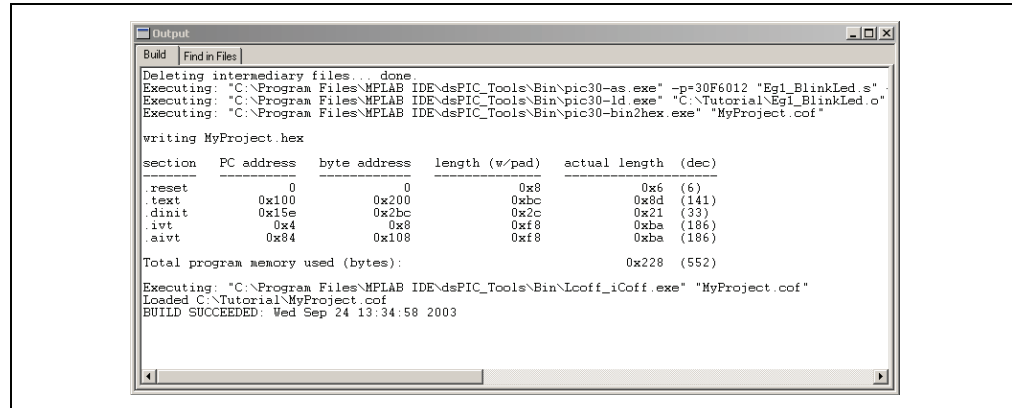 Output
Build Find in Files
Deleting intermediary files... done.
Executing: "C:\Program Files\MPLAB IDE\dsPIC_Tools\Bin\pic30-as.exe" -p=30F6012 "Eg1_BlinkLed.s" -
Executing: "C:\Program Files\MPLAB IDE\dsPIC_Tools\Bin\pic30-ld.exe" "C:\Tutorial\Eg1_BlinkLed.o"
Executing: "C:\Program Files\MPLAB IDE\dsPIC_Tools\Bin\pic30-bin2hex.exe" "MyProject.cof"
writing MyProject.hex
section PC address byte address length (w/pad) actual length (dec)
------- ---------- ------------ -------------- --------------------
.reset 0 0 0x8 0x6 (6)
.text 0x100 0x200 0xbc 0x8d (141)
.dinit 0x15e 0x2bc 0x2c 0x21 (33)
.ivt 0x4 0x8 0xf8 0xba (186)
.aivt 0x84 0x108 0xf8 0xba (186)
Total program memory used (bytes): 0x228 (552)
Executing: "C:\Program Files\MPLAB IDE\dsPIC_Tools\Bin\Lcoff_iCoff.exe" "MyProject.cof"
Loaded C:\Tutorial\MyProject.cof
BUILD SUCCEEDED: Wed Sep 24 13:34:58 2003